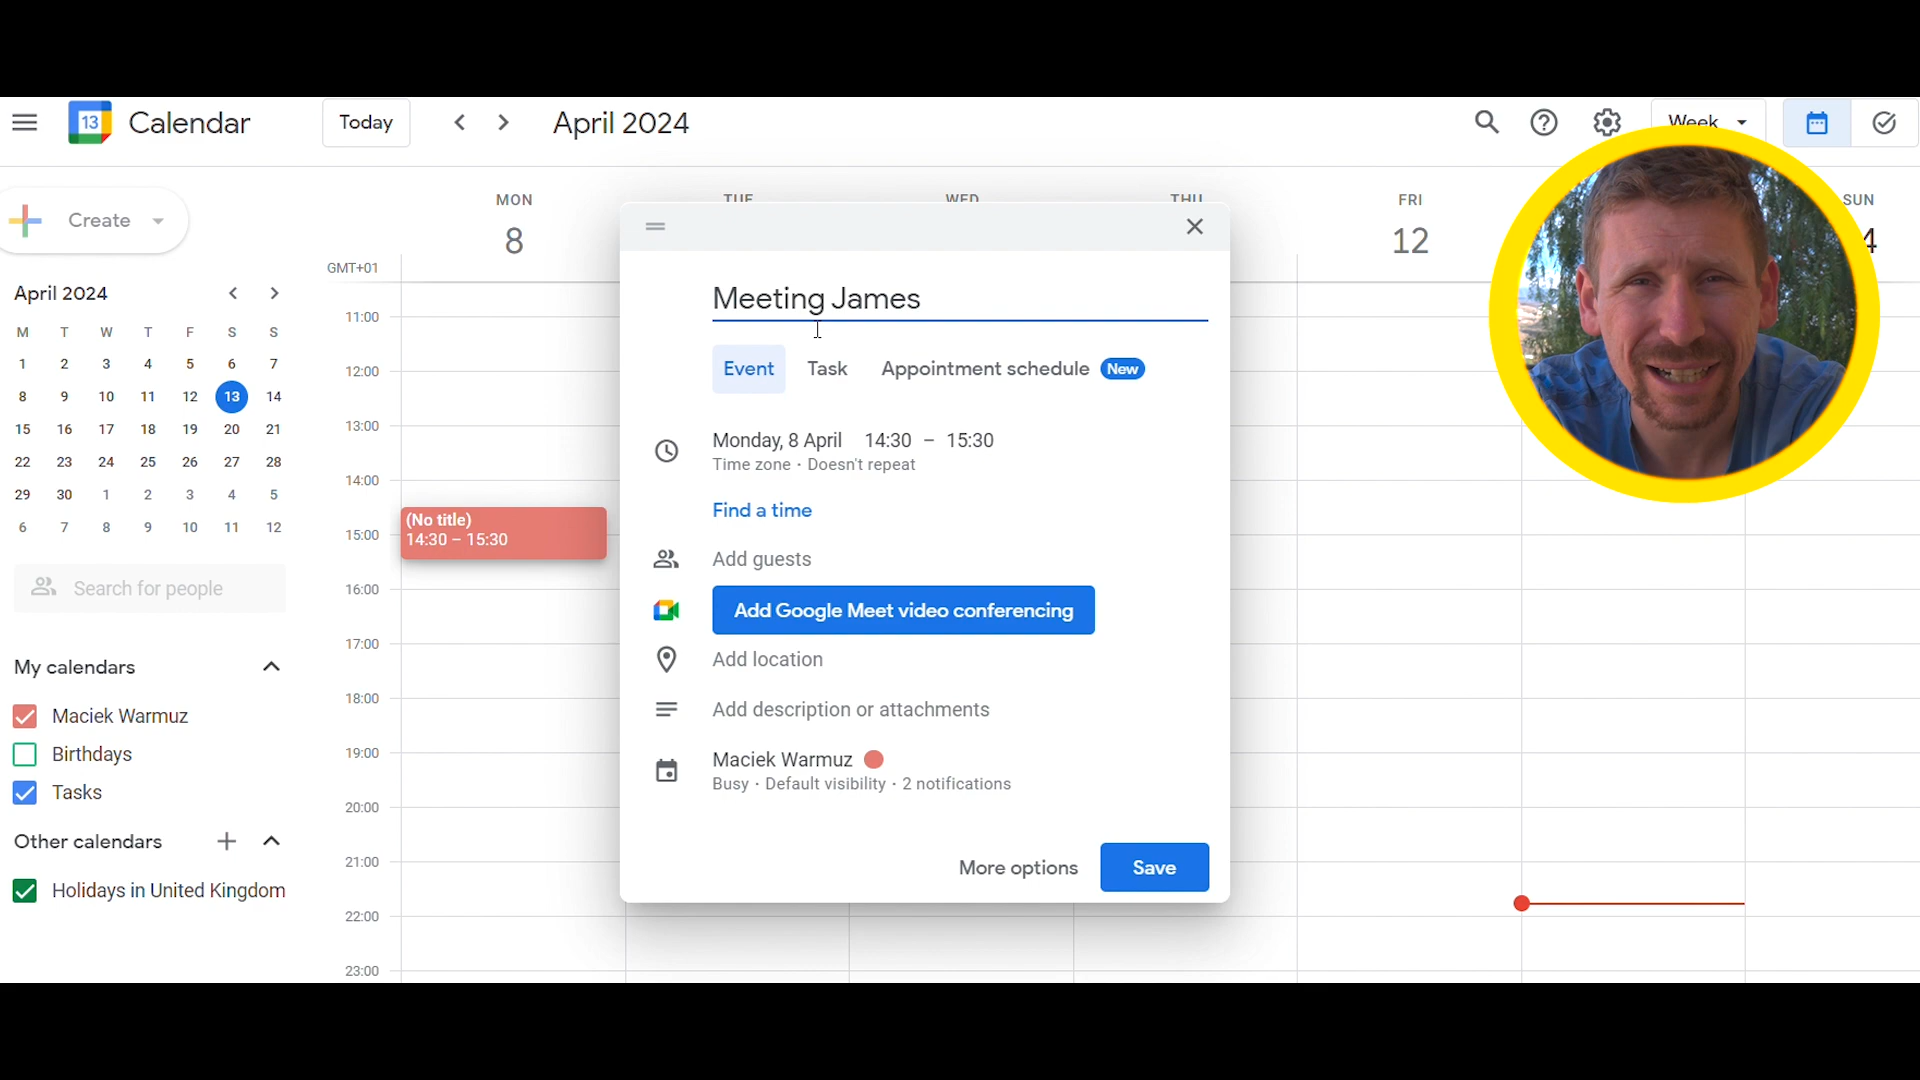 13 Calendar Today April 2024 Week
Create
MON TUE WED THU FRI SUN
8 12 4
GMT+01
April 2024
M T W T F S S
1 2 3 4 5 6 7
8 9 10 11 12 13 14
15 16 17 18 19 20 21
22 23 24 25 26 27 28
29 30 1 2 3 4 5
6 7 8 9 10 11 12
Search for people
My calendars
Maciek Warmuz
Birthdays
Tasks
Other calendars
Holidays in United Kingdom
11:00
12:00
13:00
14:00
15:00
16:00
17:00
18:00
19:00
20:00
21:00
22:00
23:00
(No title)
14:30 – 15:30
Meeting James
Event Task Appointment schedule New
Monday, 8 April 14:30 – 15:30
Time zone · Doesn't repeat
Find a time
Add guests
Add Google Meet video conferencing
Add location
Add description or attachments
Maciek Warmuz
Busy · Default visibility · 2 notifications
More options Save